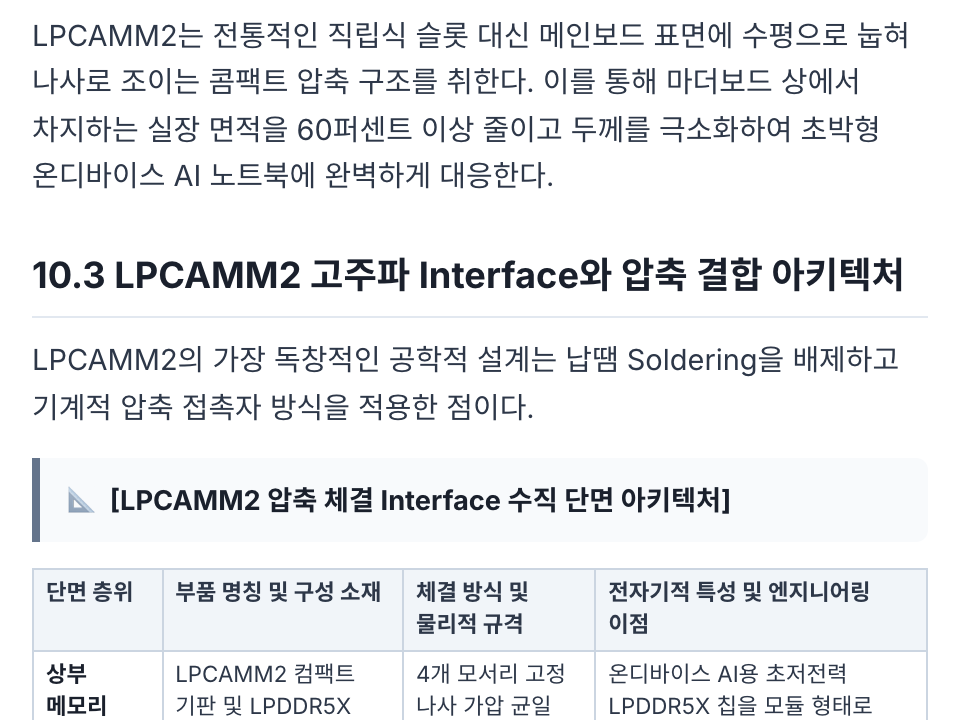 LPCAMM2는 전통적인 직립식 슬롯 대신 메인보드 표면에 수평으로 눕혀
나사로 조이는 콤팩트 압축 구조를 취한다. 이를 통해 마더보드 상에서
차지하는 실장 면적을 60퍼센트 이상 줄이고 두께를 극소화하여 초박형
온디바이스 AI 노트북에 완벽하게 대응한다.
10.3 LPCAMM2 고주파 Interface와 압축 결합 아키텍처
LPCAMM2의 가장 독창적인 공학적 설계는 납땜 Soldering을 배제하고
기계적 압축 접촉자 방식을 적용한 점이다.
📐 [LPCAMM2 압축 체결 Interface 수직 단면 아키텍처]
단면 층위
부품 명칭 및 구성 소재
체결 방식 및
물리적 규격
전자기적 특성 및 엔지니어링
이점
상부
메모리
LPCAMM2 컴팩트
기판 및 LPDDR5X
4개 모서리 고정
나사 가압 균일
온디바이스 AI용 초저전력
LPDDR5X 칩을 모듈 형태로